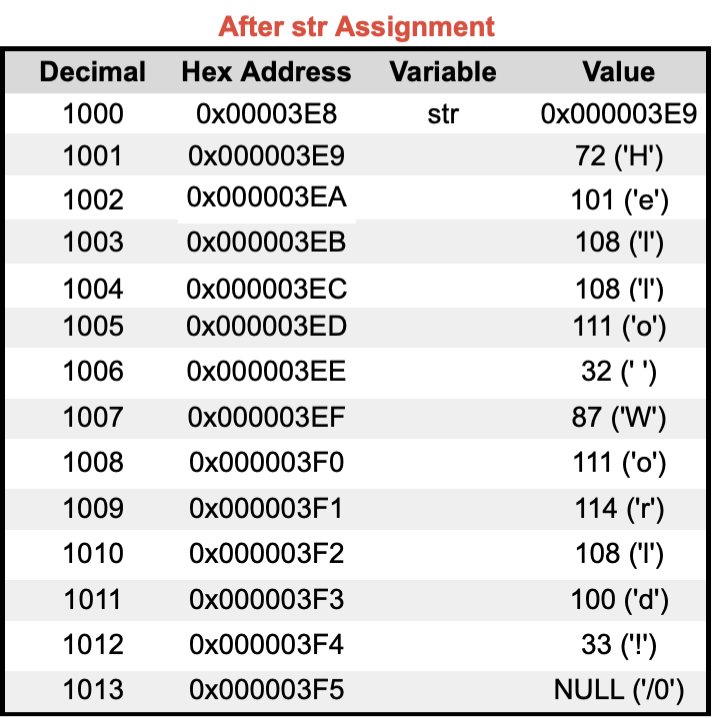 After str Assignment
Decimal Hex Address Variable Value
1000 0x00003E8 str 0x000003E9
1001 0x000003E9 72 ('H')
1002 0x000003EA 101 ('e')
1003 0x000003EB 108 ('l')
1004 0x000003EC 108 ('l')
1005 0x000003ED 111 ('o')
1006 0x000003EE 32 (' ')
1007 0x000003EF 87 ('W')
1008 0x000003F0 111 ('o')
1009 0x000003F1 114 ('r')
1010 0x000003F2 108 ('l')
1011 0x000003F3 100 ('d')
1012 0x000003F4 33 ('!')
1013 0x000003F5 NULL ('/0')